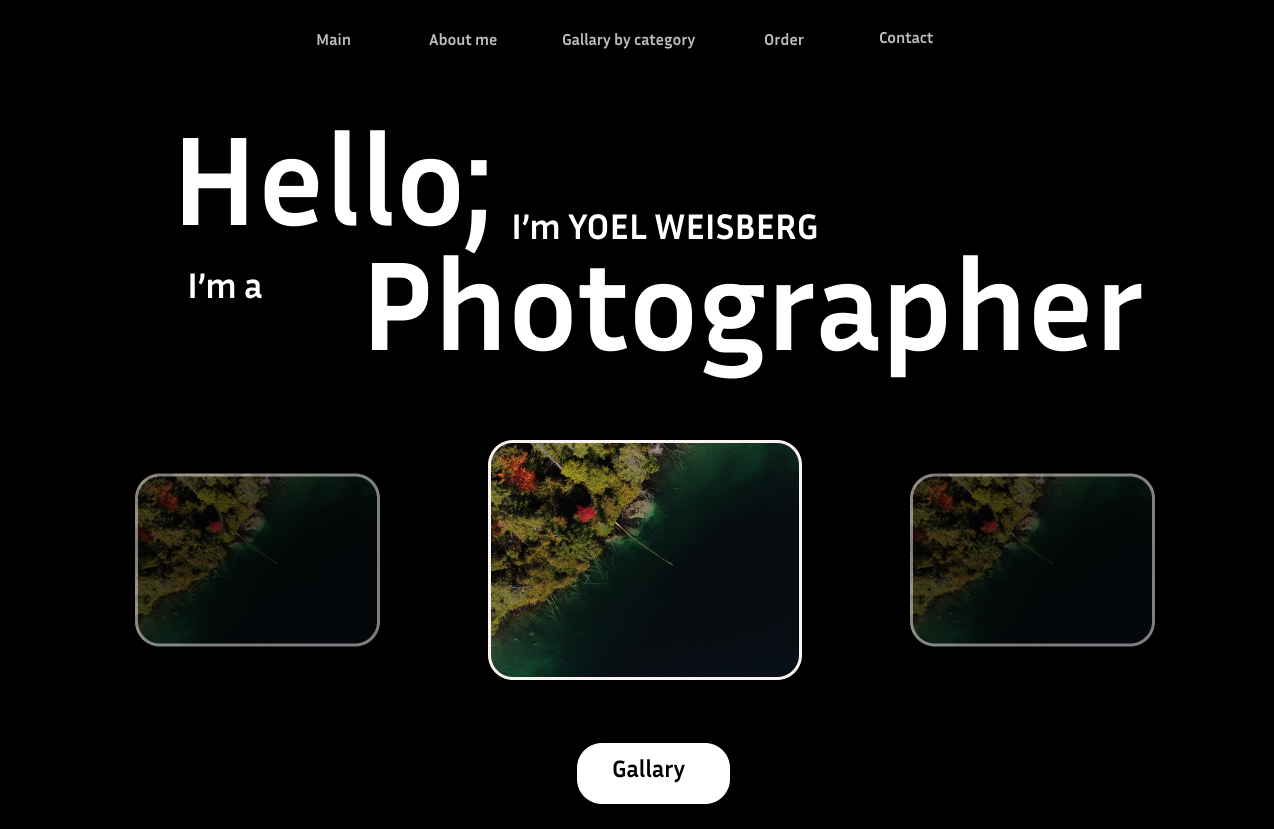 Main About me Gallary by category Order Contact
Hello; I’m YOEL WEISBERG
I’m a Photographer
Gallary